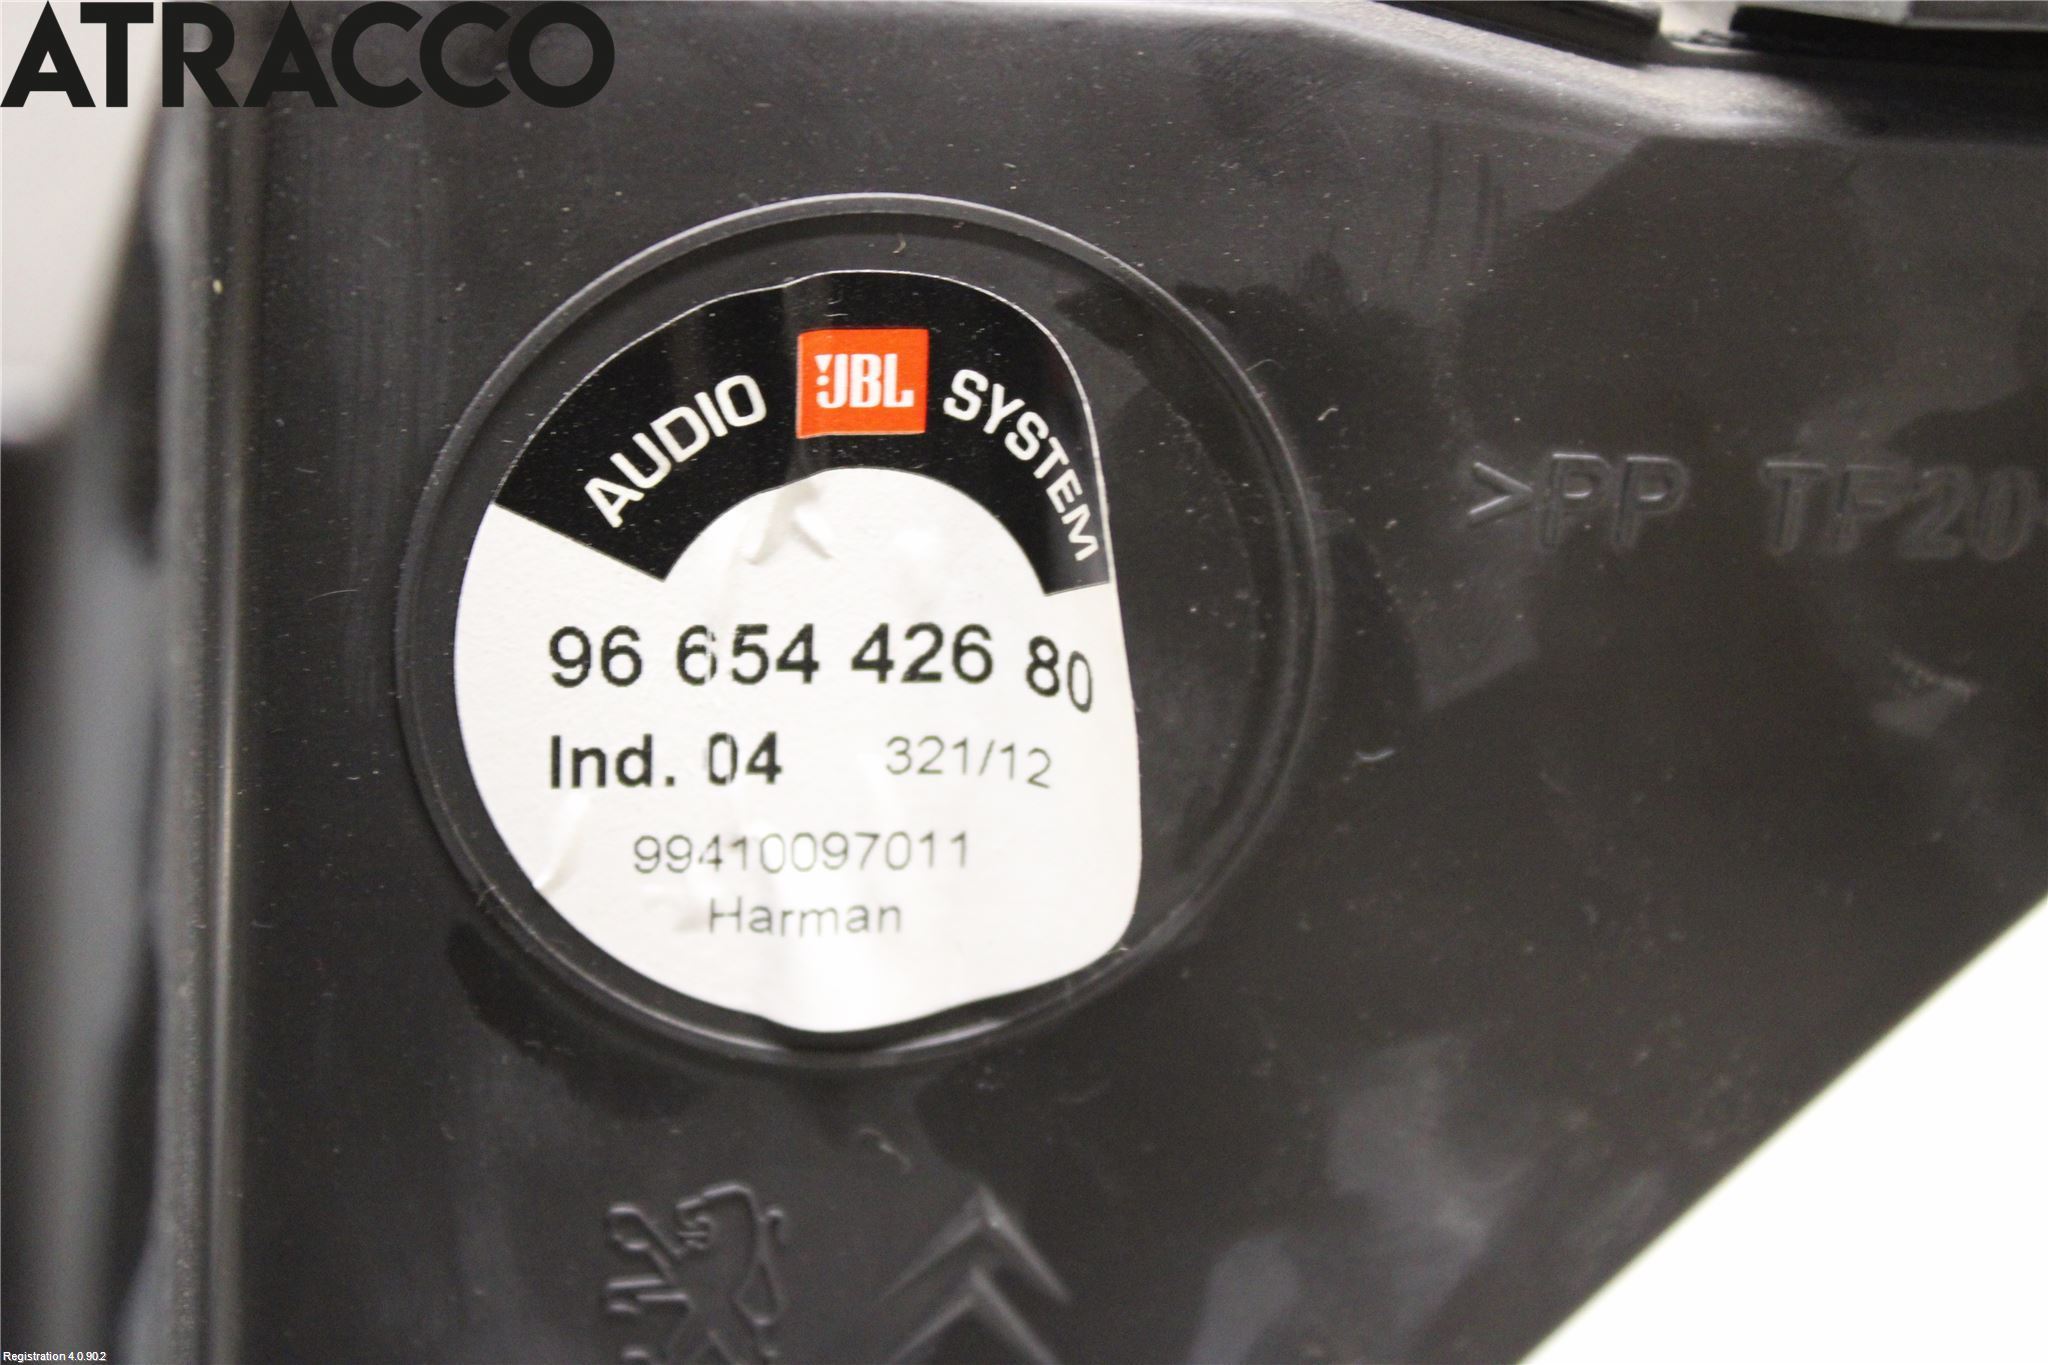 ATRACCO
AUDIO JBL SYSTEM
>PP TF20
96 654 426 80
Ind. 04 321/12
99410097011
Harman
Registration 4.0.90.2